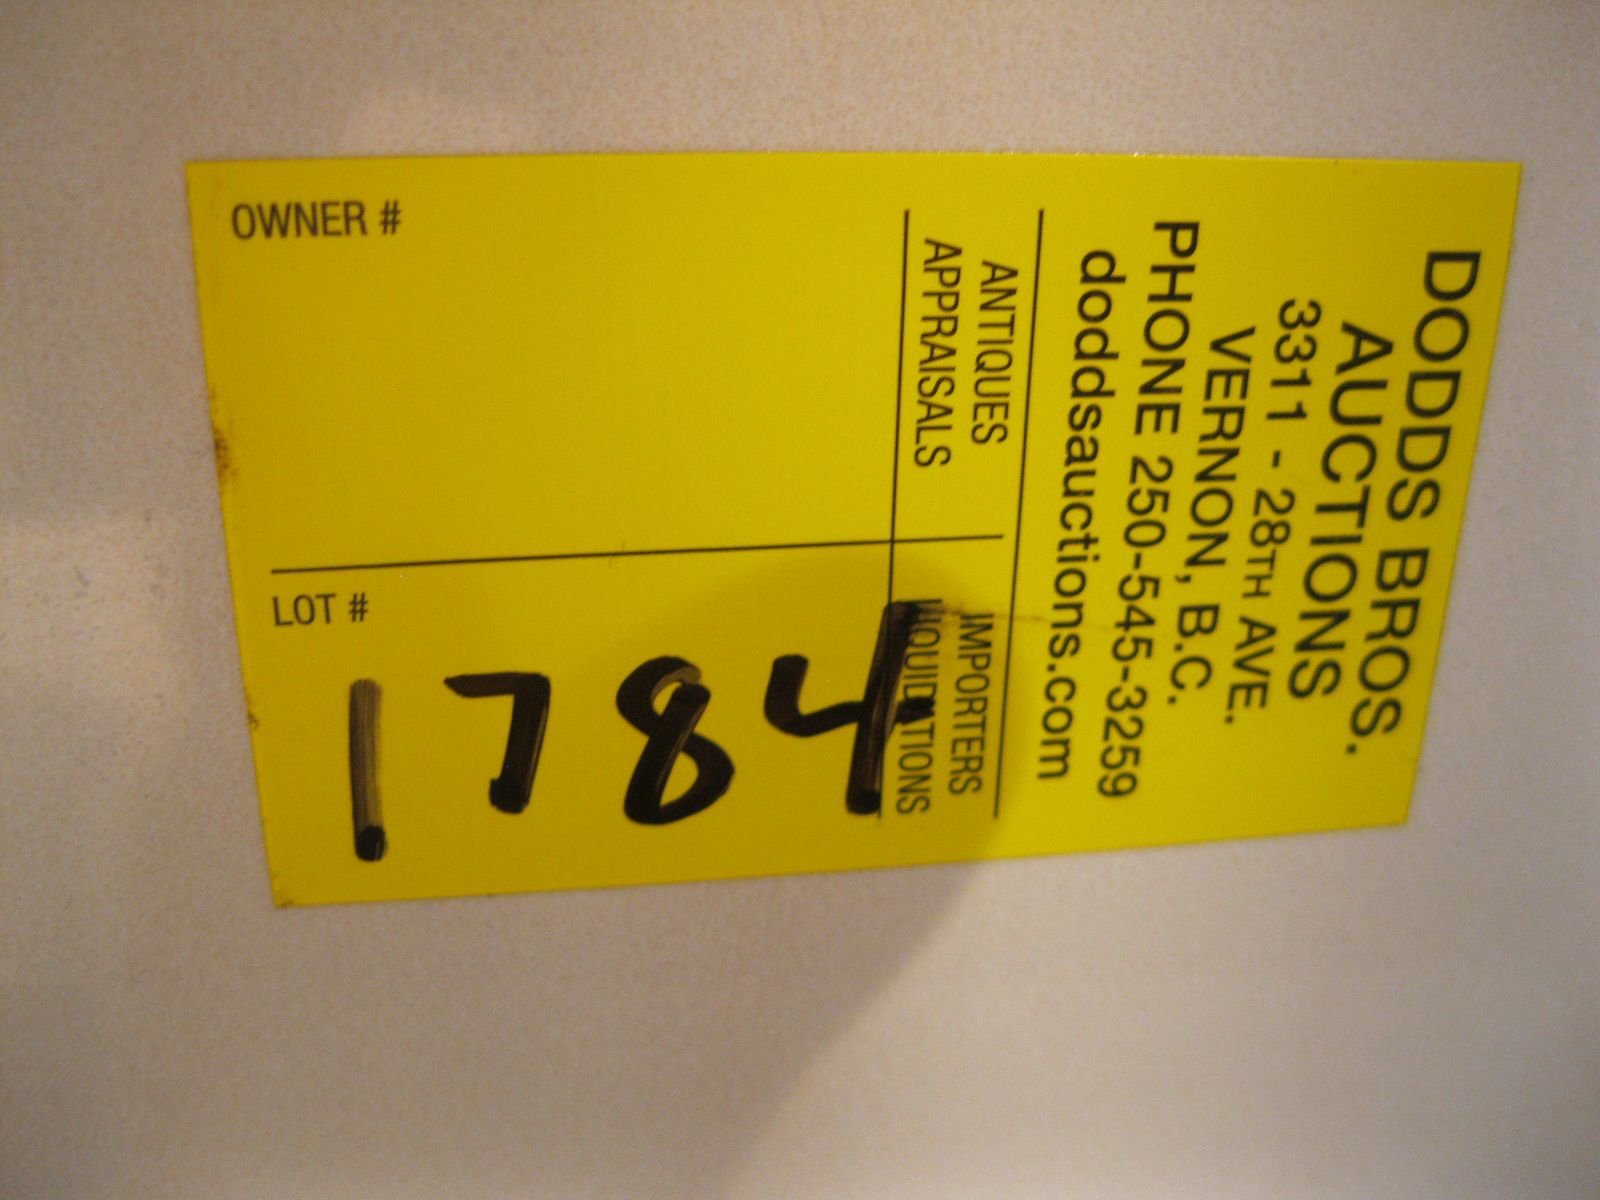 OWNER #
LOT #
1784
DODDS BROS.
AUCTIONS
3311 - 28TH AVE.
VERNON, B.C.
PHONE 250-545-3259
doddsauctions.com
ANTIQUES IMPORTERS
APPRAISALS LIQUIDATIONS